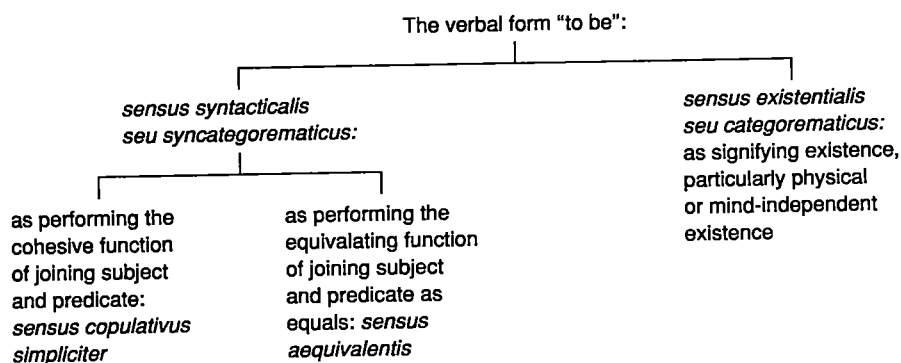 The verbal form “to be”:
sensus syntacticalis
seu syncategorematicus:
as performing the
cohesive function
of joining subject
and predicate:
sensus copulativus
simpliciter
as performing the
equivalating function
of joining subject
and predicate as
equals: sensus
aequivalentis
sensus existentialis
seu categorematicus:
as signifying existence,
particularly physical
or mind-independent
existence